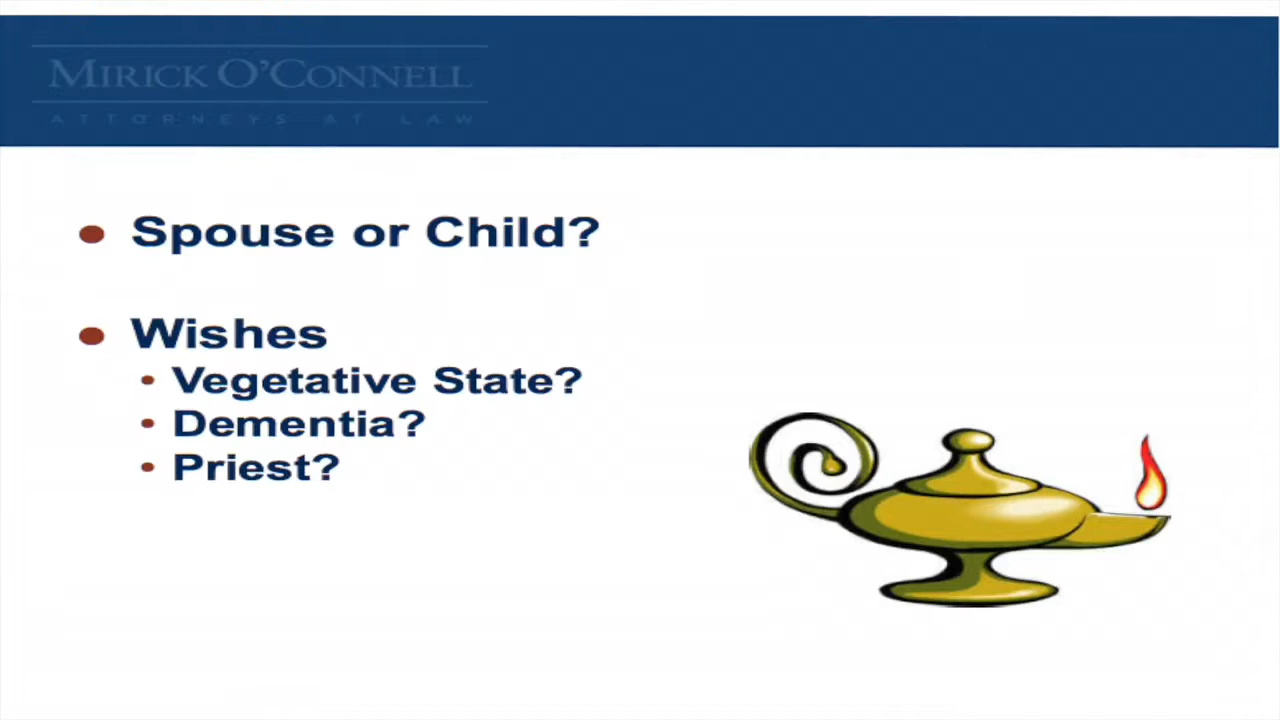 MIRICK O'CONNELL
ATTORNEYS AT LAW
Spouse or Child?
Wishes
Vegetative State?
Dementia?
Priest?